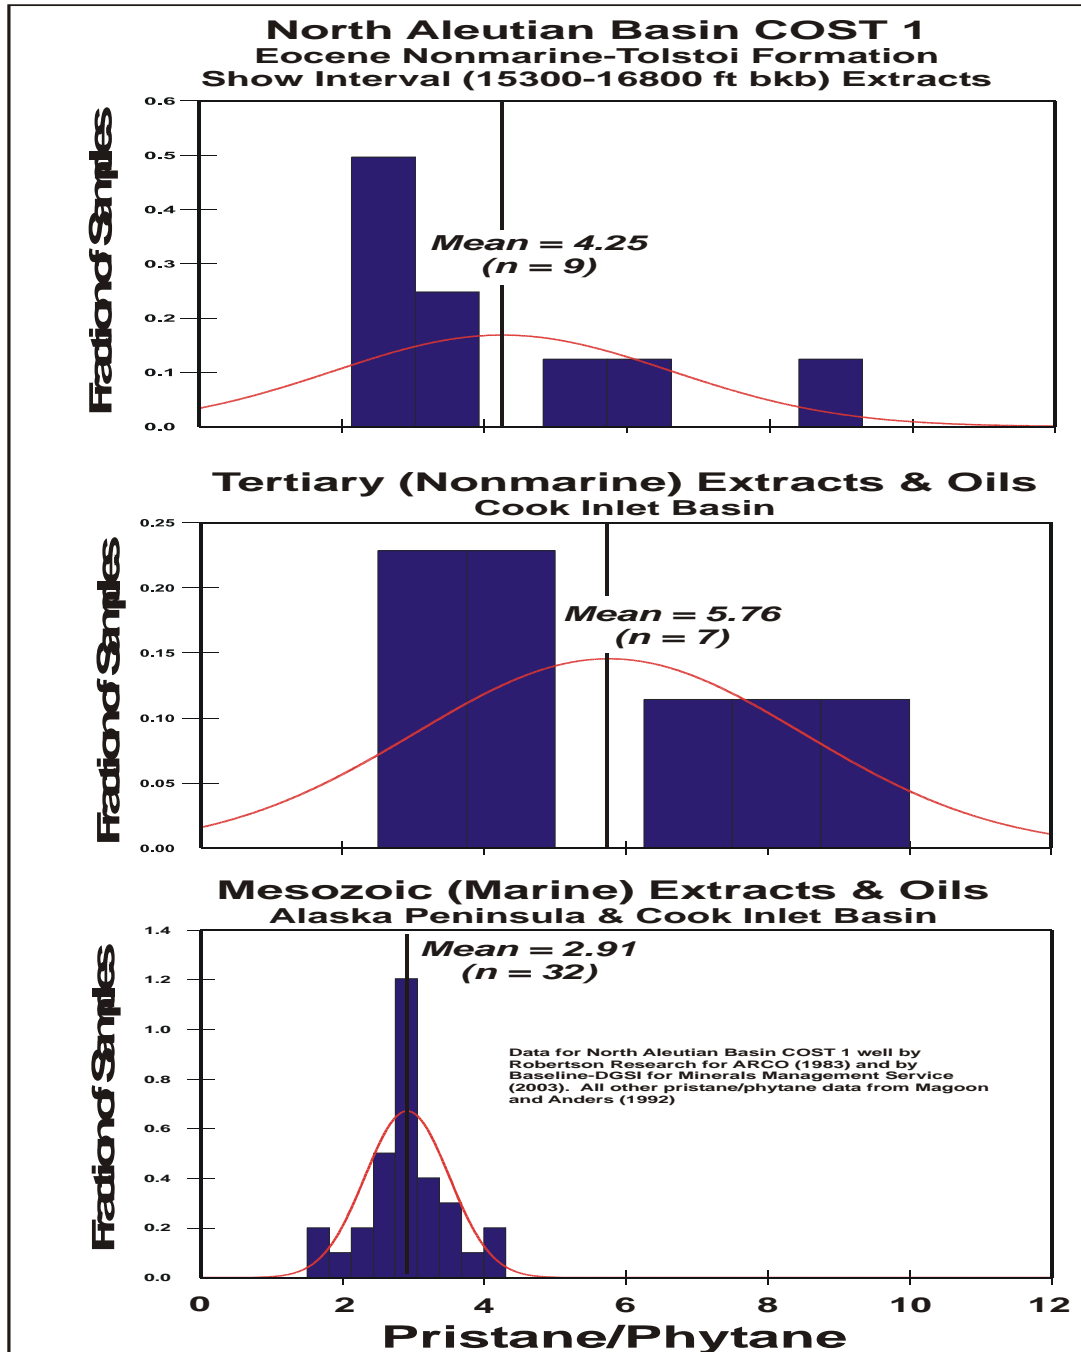 North Aleutian Basin COST 1
Eocene Nonmarine-Tolstoi Formation
Show Interval (15300-16800 ft bkb) Extracts
Fraction of Samples
0.6
0.5
0.4
0.3
0.2
0.1
0.0
Mean = 4.25
(n = 9)
Tertiary (Nonmarine) Extracts & Oils
Cook Inlet Basin
Fraction of Samples
0.25
0.20
0.15
0.10
0.05
0.00
Mean = 5.76
(n = 7)
Mesozoic (Marine) Extracts & Oils
Alaska Peninsula & Cook Inlet Basin
Fraction of Samples
1.4
1.2
1.0
0.8
0.6
0.4
0.2
0.0
Mean = 2.91
(n = 32)
Data for North Aleutian Basin COST 1 well by
Robertson Research for ARCO (1983) and by
Baseline-DGSI for Minerals Management Service
(2003). All other pristane/phytane data from Magoon
and Anders (1992)
0 2 4 6 8 10 12
Pristane/Phytane